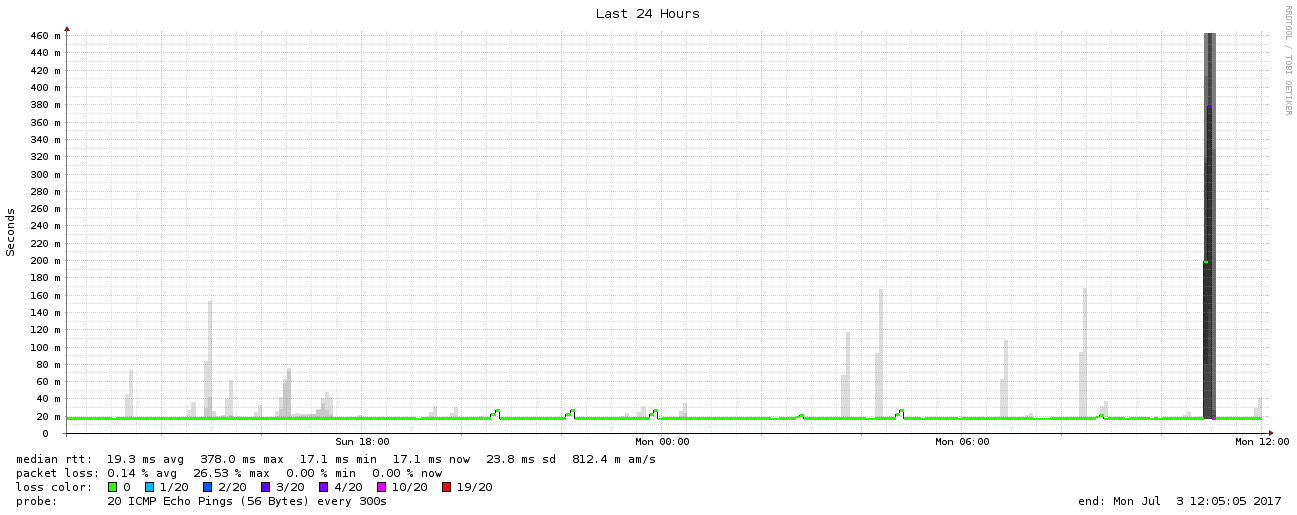 Last 24 Hours
RRDTOOL / TOBI OETIKER
Seconds
460 m
440 m
420 m
400 m
380 m
360 m
340 m
320 m
300 m
280 m
260 m
240 m
220 m
200 m
180 m
160 m
140 m
120 m
100 m
80 m
60 m
40 m
20 m
0
Sun 18:00 Mon 00:00 Mon 06:00 Mon 12:00
median rtt: 19.3 ms avg 378.0 ms max 17.1 ms min 17.1 ms now 23.8 ms sd 812.4 m am/s
packet loss: 0.14 % avg 26.53 % max 0.00 % min 0.00 % now
loss color: 0 1/20 2/20 3/20 4/20 10/20 19/20
probe: 20 ICMP Echo Pings (56 Bytes) every 300s end: Mon Jul 3 12:05:05 2017